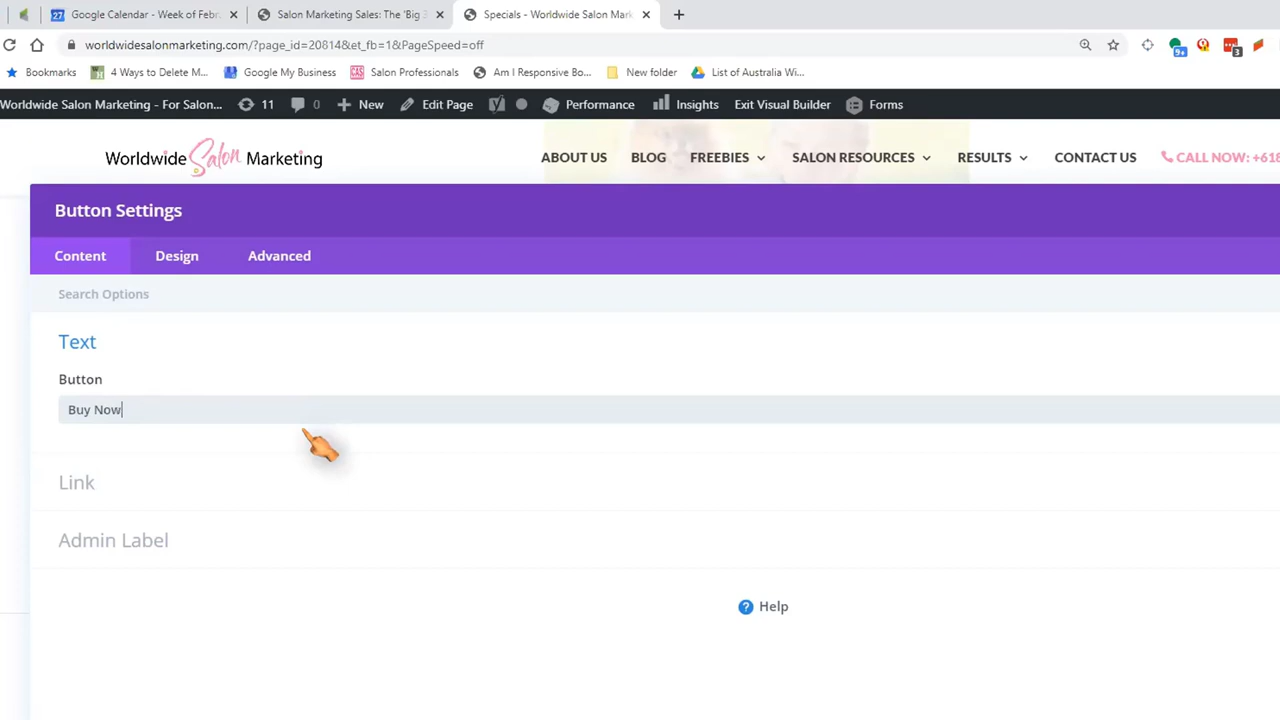 Google Calendar - Week of Febr
Salon Marketing Sales: The 'Big 3
Specials - Worldwide Salon Mark
worldwidesalonmarketing.com/?page_id=20814&et_fb=1&PageSpeed=off
9+
3
Bookmarks
4 Ways to Delete M...
Google My Business
Salon Professionals
Am I Responsive Bo...
New folder
List of Australia Wi...
Worldwide Salon Marketing - For Salon...
11
0
New
Edit Page
Performance
Insights
Exit Visual Builder
Forms
Worldwide Salon Marketing
ABOUT US
BLOG
FREEBIES
SALON RESOURCES
RESULTS
CONTACT US
CALL NOW: +618
Button Settings
Content
Design
Advanced
Search Options
Text
Button
Buy Now
Link
Admin Label
Help